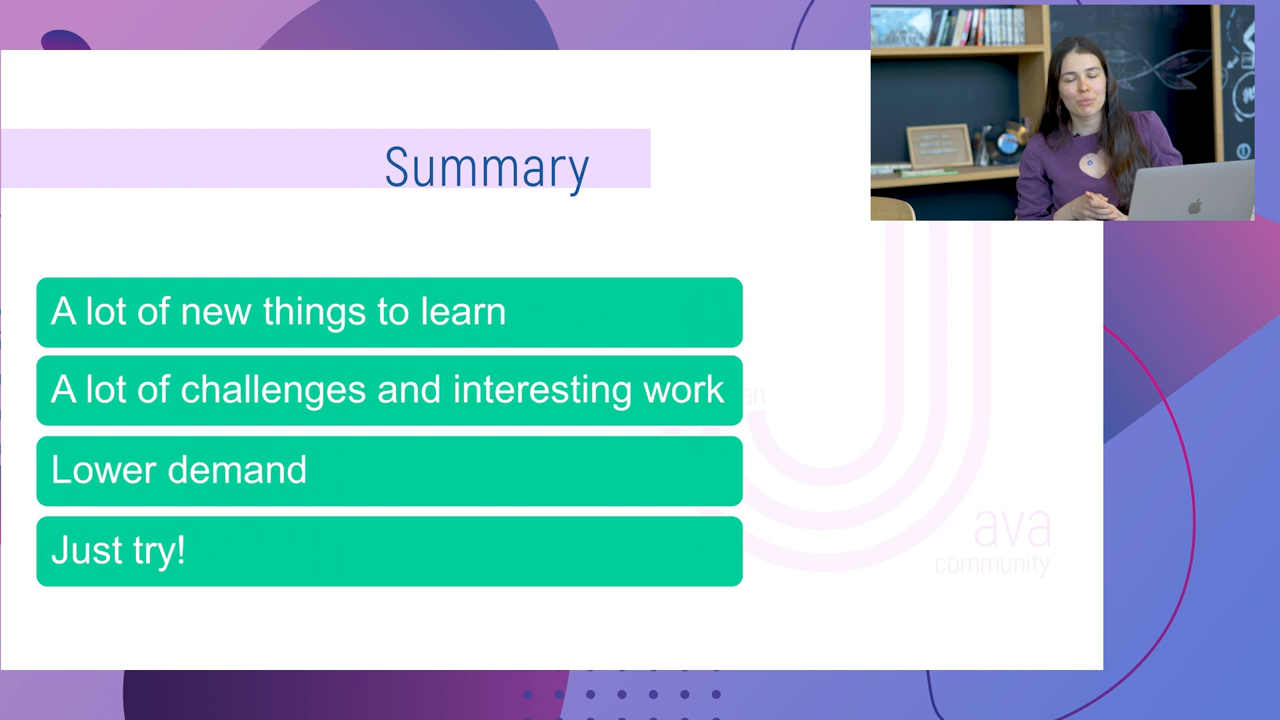 Summary
A lot of new things to learn
A lot of challenges and interesting work
Lower demand
Just try!
en
ava
community